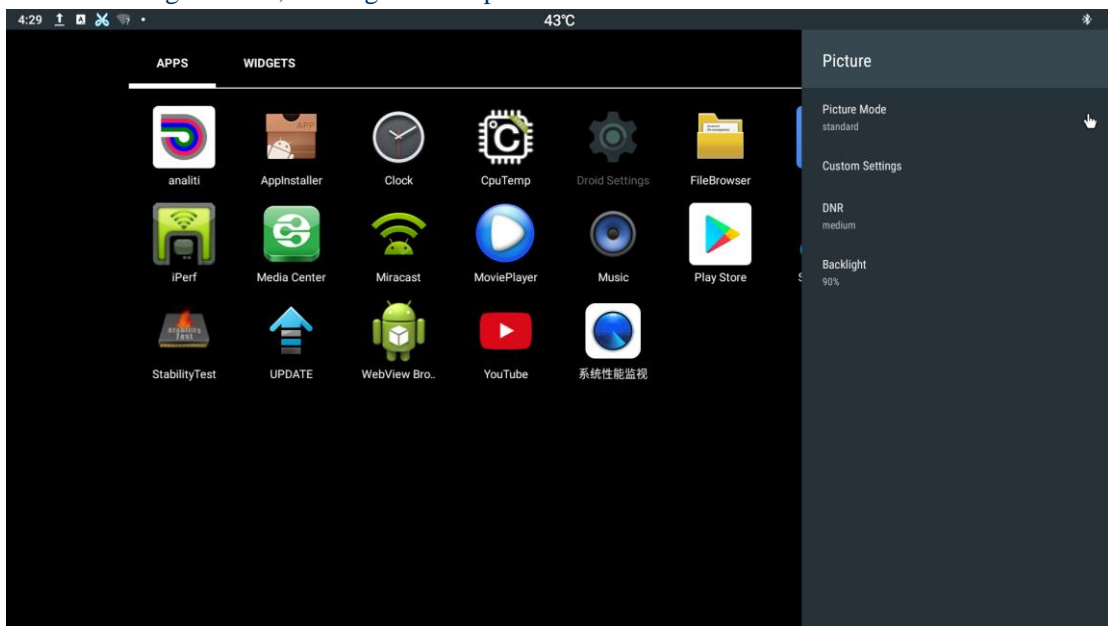 4:29
43°C
APPS WIDGETS
analiti AppInstaller Clock CpuTemp Droid Settings FileBrowser
iPerf Media Center Miracast MoviePlayer Music Play Store
StabilityTest UPDATE WebView Bro.. YouTube 系统性能监视
Picture
Picture Mode
standard
Custom Settings
DNR
medium
Backlight
90%